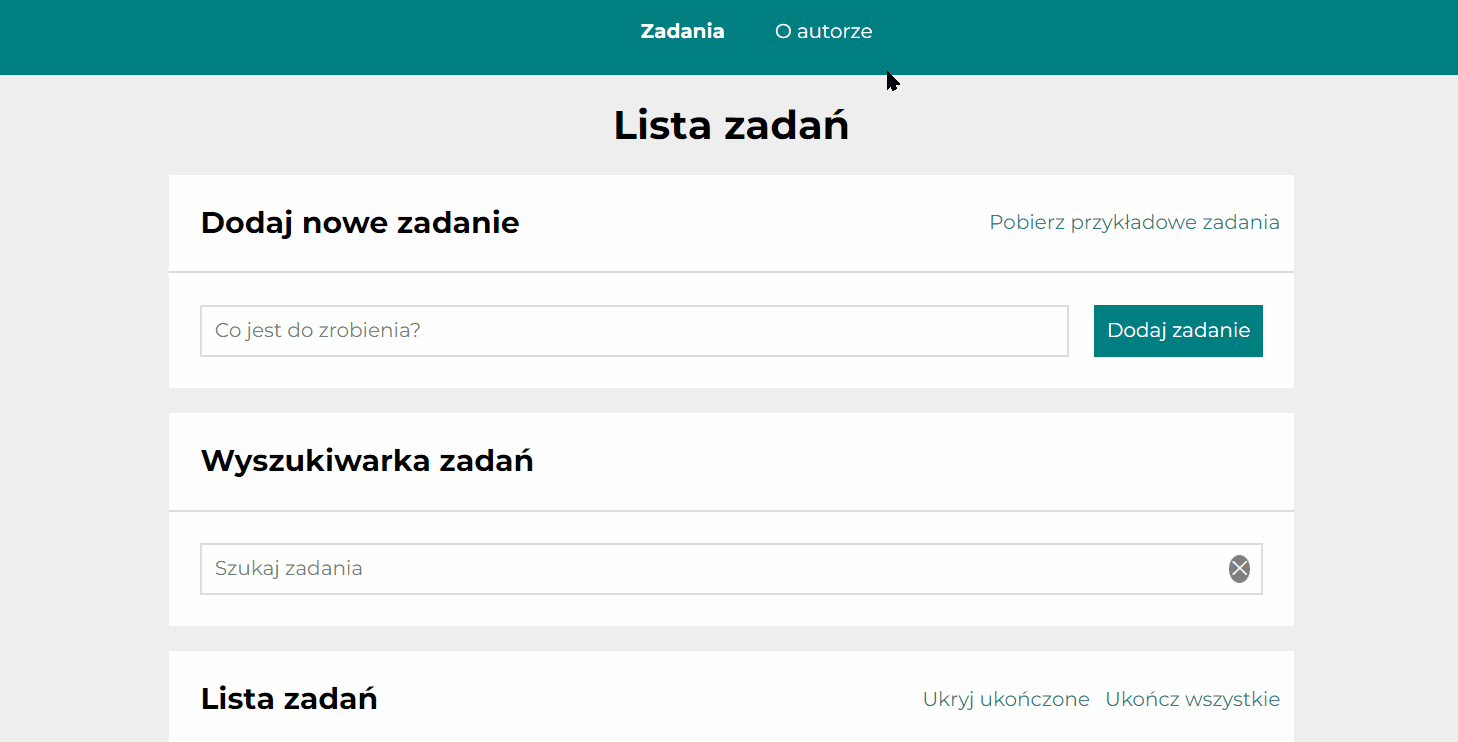 Zadania O autorze
Lista zadań
Dodaj nowe zadanie Pobierz przykładowe zadania
Co jest do zrobienia? Dodaj zadanie
Wyszukiwarka zadań
Szukaj zadania
Lista zadań Ukryj ukończone Ukończ wszystkie